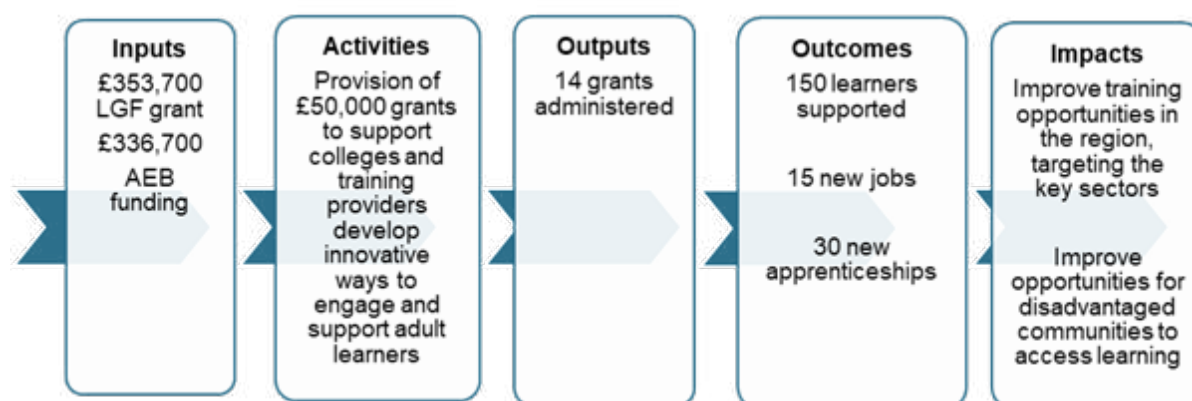 Inputs
£353,700
LGF grant
£336,700
AEB
funding
Activities
Provision of
£50,000 grants
to support
colleges and
training
providers
develop
innovative
ways to
engage and
support adult
learners
Outputs
14 grants
administered
Outcomes
150 learners
supported
15 new jobs
30 new
apprenticeships
Impacts
Improve training
opportunities in
the region,
targeting the
key sectors
Improve
opportunities for
disadvantaged
communities to
access learning